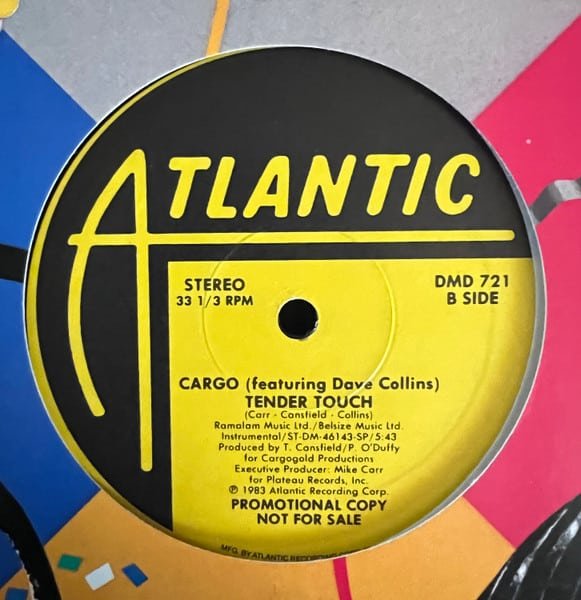 ATLANTIC
STEREO
33 1/3 RPM
DMD 721
B SIDE
CARGO (featuring Dave Collins)
TENDER TOUCH
(Carr - Cansfield - Collins)
Ramalam Music Ltd./Belsize Music Ltd.
Instrumental/ST-DM-46143-SP/5:43
Produced by T. Cansfield/P. O'Duffy
for Cargogold Productions
Executive Producer: Mike Carr
for Plateau Records, Inc.
℗ 1983 Atlantic Recording Corp.
PROMOTIONAL COPY
NOT FOR SALE
MFG. BY ATLANTIC RECORDING